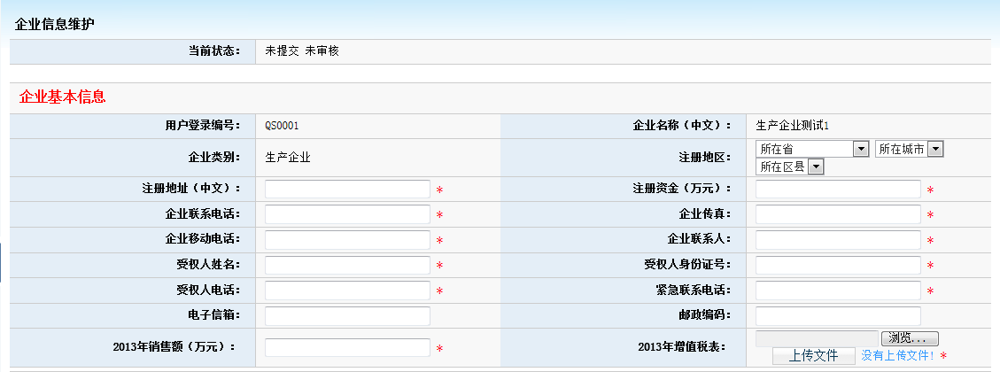 企业信息维护
当前状态： 未提交 未审核
企业基本信息
用户登录编号： QS0001 企业名称（中文）： 生产企业测试1
企业类别： 生产企业 注册地区： 所在省 所在城市
所在区县
注册地址（中文）： * 注册资金（万元）： *
企业联系电话： * 企业传真： *
企业移动电话： * 企业联系人： *
受权人姓名： * 受权人身份证号： *
受权人电话： * 紧急联系电话： *
电子信箱： 邮政编码：
2013年销售额（万元）： * 2013年增值税表： 浏览...
上传文件 没有上传文件! *